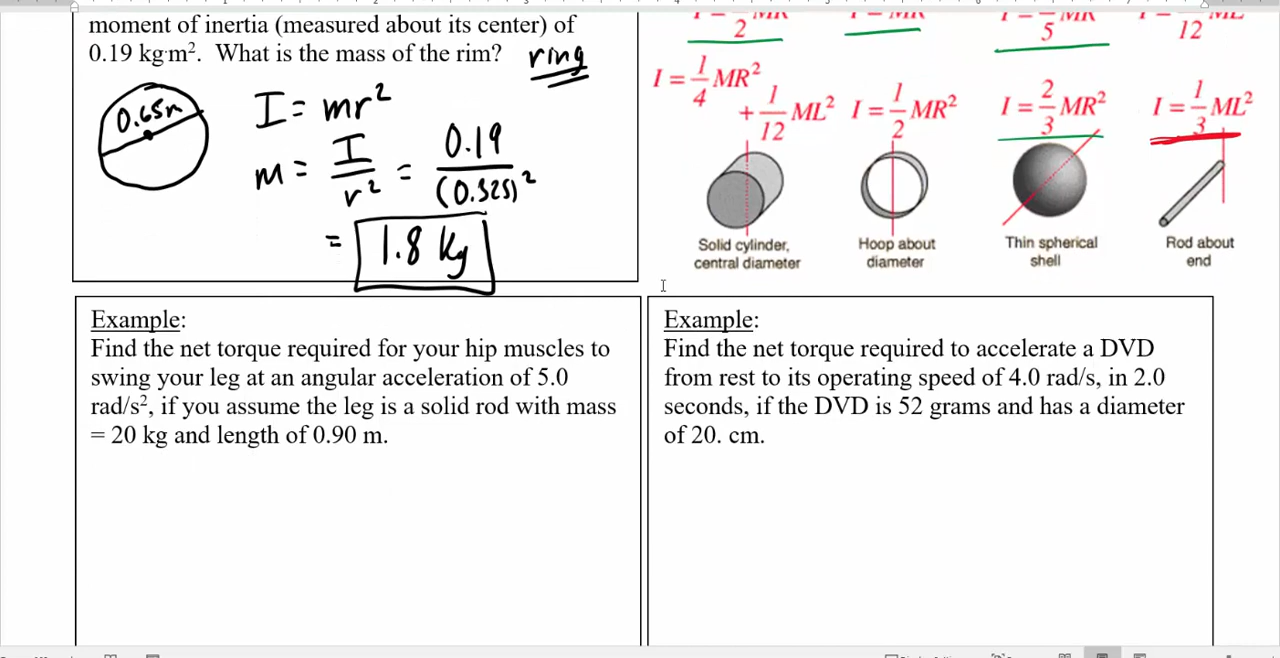 moment of inertia (measured about its center) of
0.19 kg·m². What is the mass of the rim? ring
0.65m
I = mr²
m = I / r² = 0.19 / (0.325)²
= 1.8 kg
2
5
12
I = 1/4 MR² + 1/12 ML²
I = 1/2 MR²
I = 2/3 MR²
I = 1/3 ML²
Solid cylinder,
central diameter
Hoop about
diameter
Thin spherical
shell
Rod about
end
Example:
Find the net torque required for your hip muscles to
swing your leg at an angular acceleration of 5.0
rad/s², if you assume the leg is a solid rod with mass
= 20 kg and length of 0.90 m.
Example:
Find the net torque required to accelerate a DVD
from rest to its operating speed of 4.0 rad/s, in 2.0
seconds, if the DVD is 52 grams and has a diameter
of 20. cm.